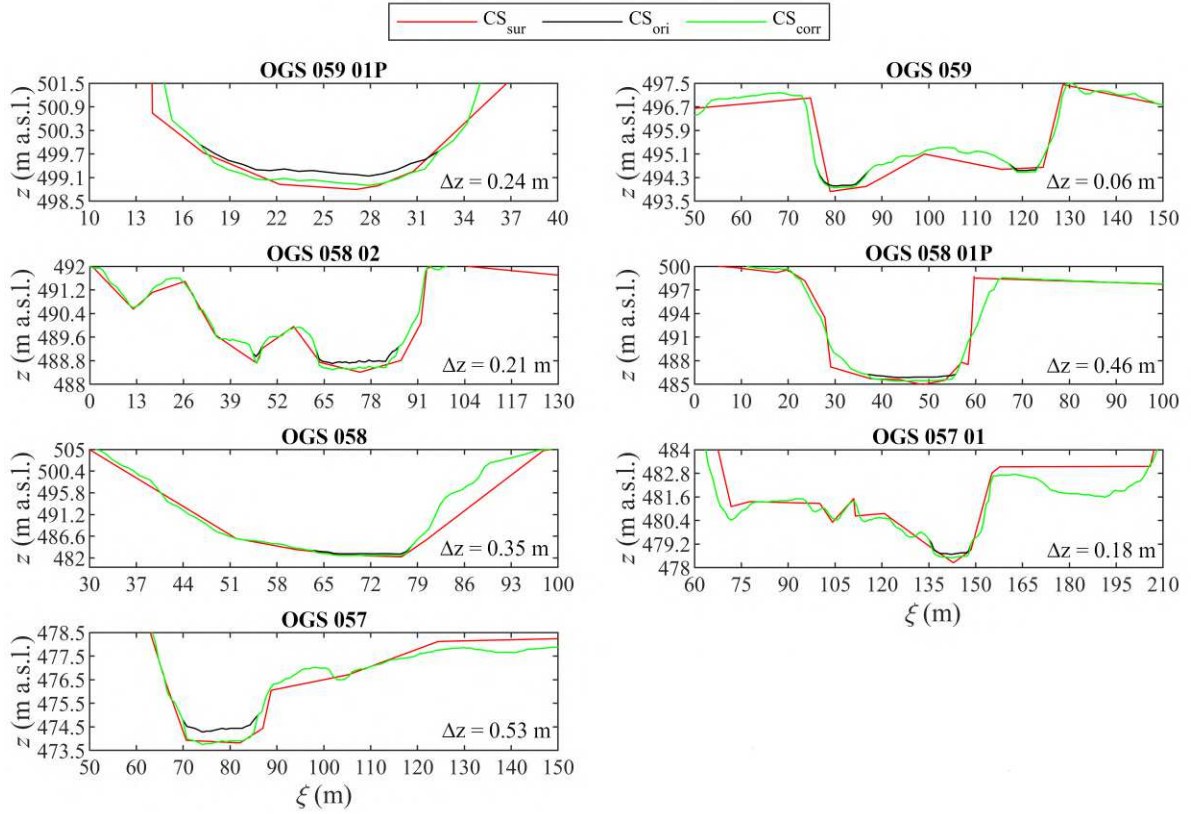 CS_sur CS_ori CS_corr
OGS 059 01P
z (m a.s.l.)
501.5
500.9
500.3
499.7
499.1
498.5
Δz = 0.24 m
10 13 16 19 22 25 28 31 34 37 40
OGS 059
z (m a.s.l.)
497.5
496.7
495.9
495.1
494.3
493.5
Δz = 0.06 m
50 60 70 80 90 100 110 120 130 140 150
OGS 058 02
z (m a.s.l.)
492
491.2
490.4
489.6
488.8
488
Δz = 0.21 m
0 13 26 39 52 65 78 91 104 117 130
OGS 058 01P
z (m a.s.l.)
500
497
494
491
488
485
Δz = 0.46 m
0 10 20 30 40 50 60 70 80 90 100
OGS 058
z (m a.s.l.)
505
500.4
495.8
491.2
486.6
482
Δz = 0.35 m
30 37 44 51 58 65 72 79 86 93 100
OGS 057 01
z (m a.s.l.)
484
482.8
481.6
480.4
479.2
478
Δz = 0.18 m
60 75 90 105 120 135 150 165 180 195 210
ξ (m)
OGS 057
z (m a.s.l.)
478.5
477.5
476.5
475.5
474.5
473.5
Δz = 0.53 m
50 60 70 80 90 100 110 120 130 140 150
ξ (m)